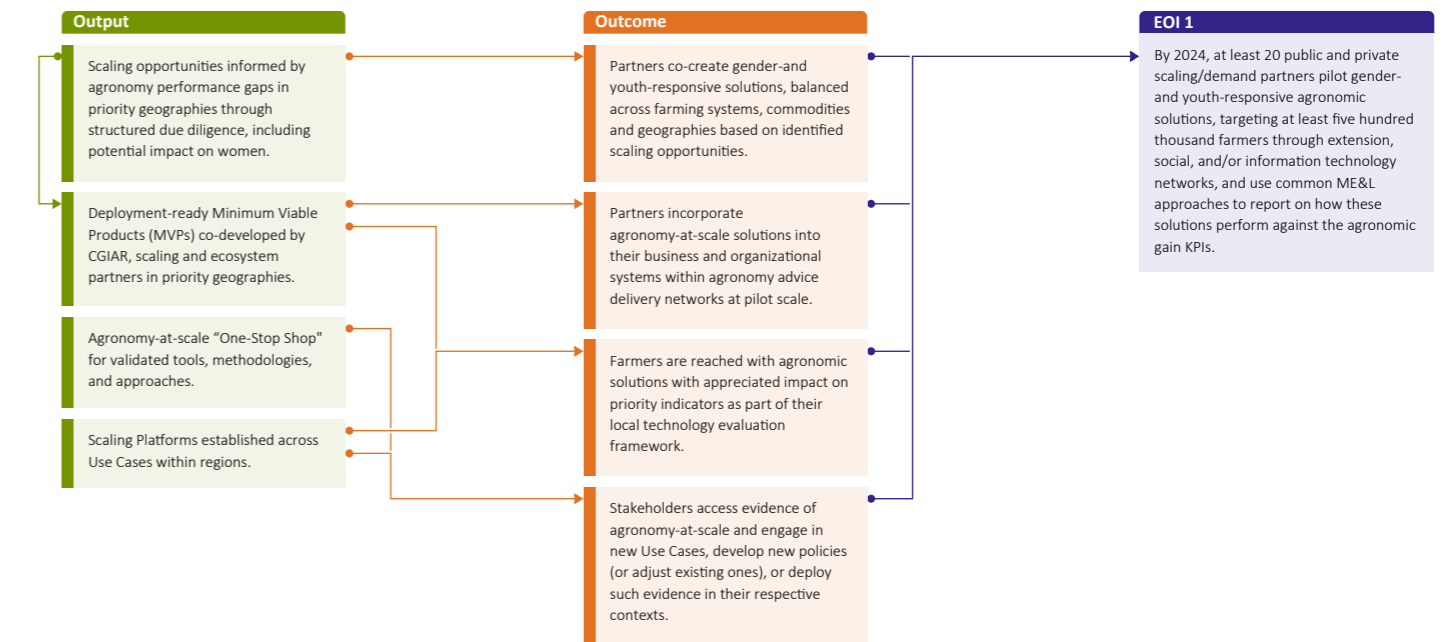 Output
Scaling opportunities informed by
agronomy performance gaps in
priority geographies through
structured due diligence, including
potential impact on women.
Deployment-ready Minimum Viable
Products (MVPs) co-developed by
CGIAR, scaling and ecosystem
partners in priority geographies.
Agronomy-at-scale “One-Stop Shop"
for validated tools, methodologies,
and approaches.
Scaling Platforms established across
Use Cases within regions.
Outcome
Partners co-create gender-and
youth-responsive solutions, balanced
across farming systems, commodities
and geographies based on identified
scaling opportunities.
Partners incorporate
agronomy-at-scale solutions into
their business and organizational
systems within agronomy advice
delivery networks at pilot scale.
Farmers are reached with agronomic
solutions with appreciated impact on
priority indicators as part of their
local technology evaluation
framework.
Stakeholders access evidence of
agronomy-at-scale and engage in
new Use Cases, develop new policies
(or adjust existing ones), or deploy
such evidence in their respective
contexts.
EOI 1
By 2024, at least 20 public and private
scaling/demand partners pilot gender-
and youth-responsive agronomic
solutions, targeting at least five hundred
thousand farmers through extension,
social, and/or information technology
networks, and use common ME&L
approaches to report on how these
solutions perform against the agronomic
gain KPIs.